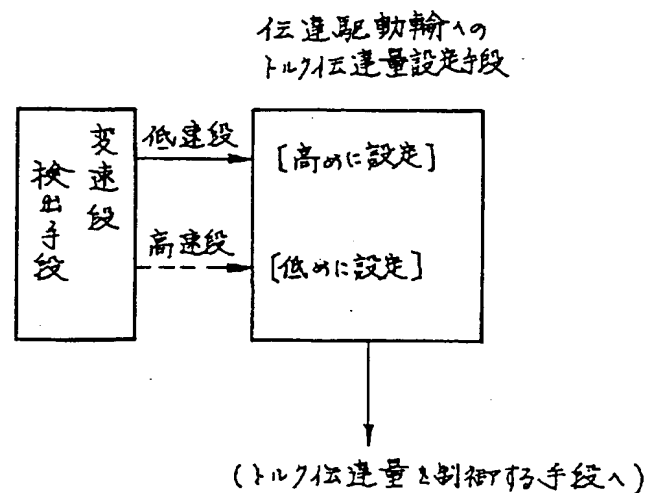 伝達駆動輪への
トルク伝達量設定手段
変速段
検出手段
低速段
[高めに設定]
高速段
[低めに設定]
(トルク伝達量を制御する手段へ)